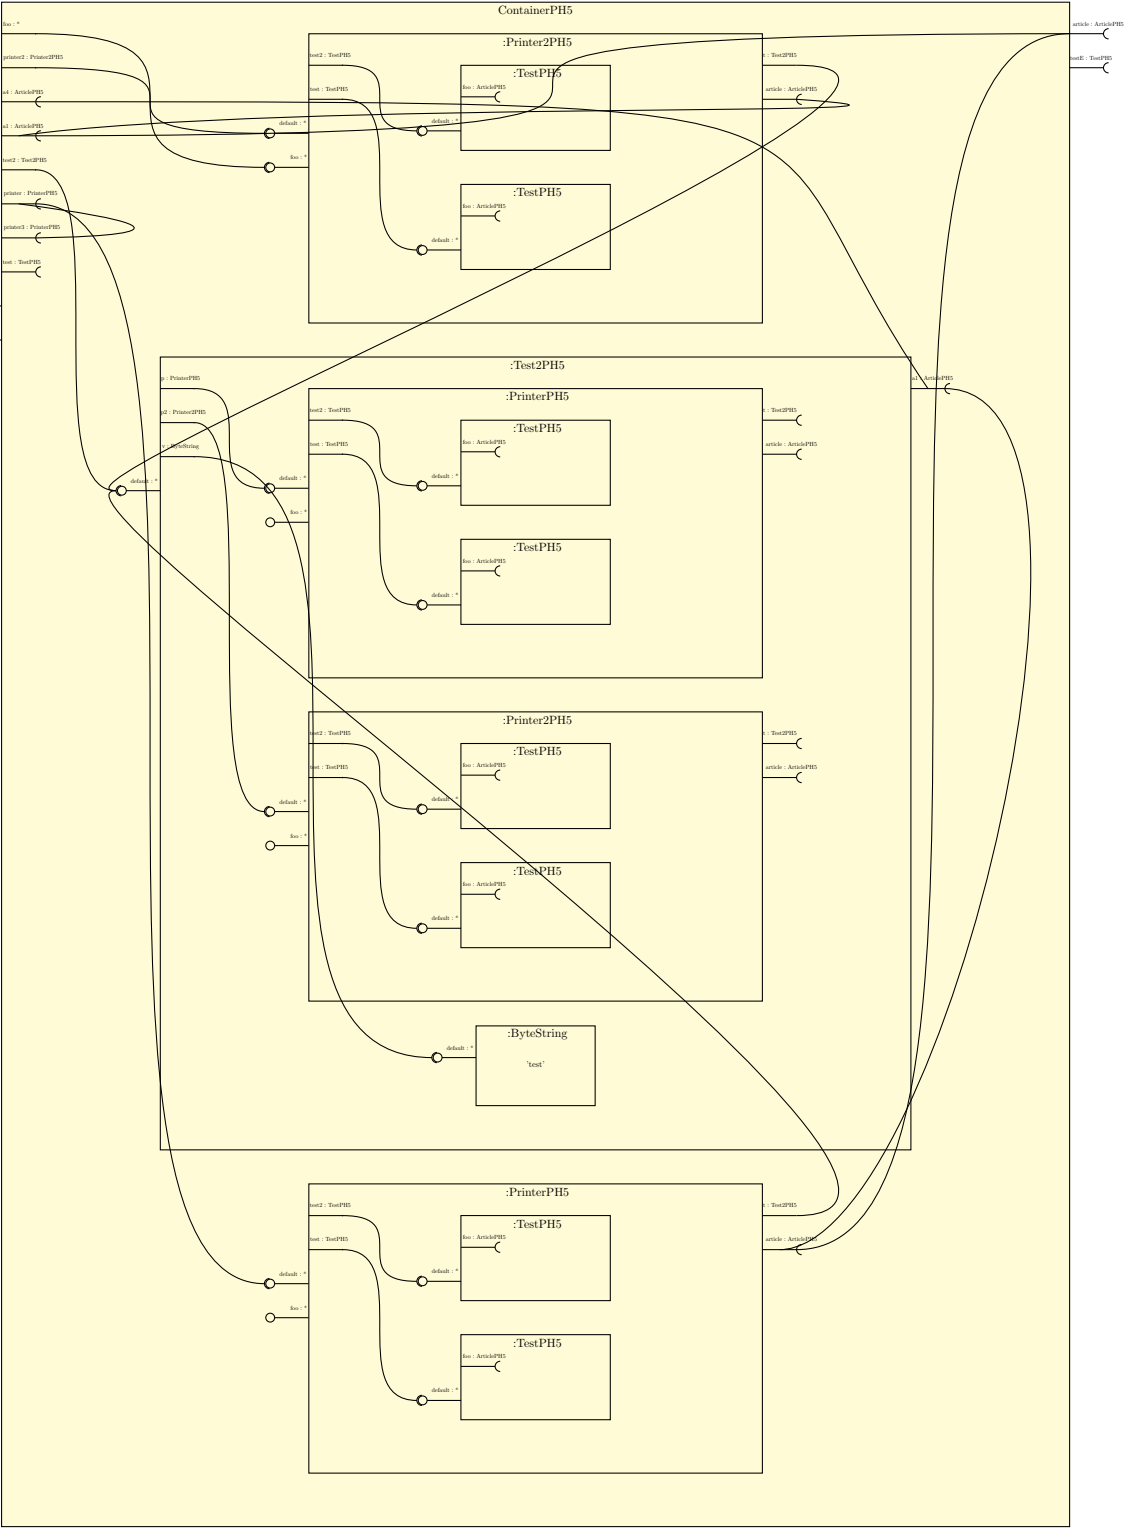 ContainerPH5
foo : *
printer2 : Printer2PH5
a4 : ArticlePH5
a1 : ArticlePH5
test2 : Test2PH5
printer : PrinterPH5
printer3 : PrinterPH5
test : TestPH5
article : ArticlePH5
testE : TestPH5
:Printer2PH5
test2 : TestPH5
test : TestPH5
default : *
foo : *
:TestPH5
foo : ArticlePH5
default : *
:TestPH5
foo : ArticlePH5
default : *
t : Test2PH5
article : ArticlePH5
:Test2PH5
p : PrinterPH5
p2 : Printer2PH5
v : ByteString
default : *
a1 : ArticlePH5
:PrinterPH5
test2 : TestPH5
test : TestPH5
default : *
foo : *
:TestPH5
foo : ArticlePH5
default : *
:TestPH5
foo : ArticlePH5
default : *
t : Test2PH5
article : ArticlePH5
:Printer2PH5
test2 : TestPH5
test : TestPH5
default : *
foo : *
:TestPH5
foo : ArticlePH5
default : *
:TestPH5
foo : ArticlePH5
default : *
t : Test2PH5
article : ArticlePH5
:ByteString
default : *
'test'
:PrinterPH5
test2 : TestPH5
test : TestPH5
default : *
foo : *
:TestPH5
foo : ArticlePH5
default : *
:TestPH5
foo : ArticlePH5
default : *
t : Test2PH5
article : ArticlePH5